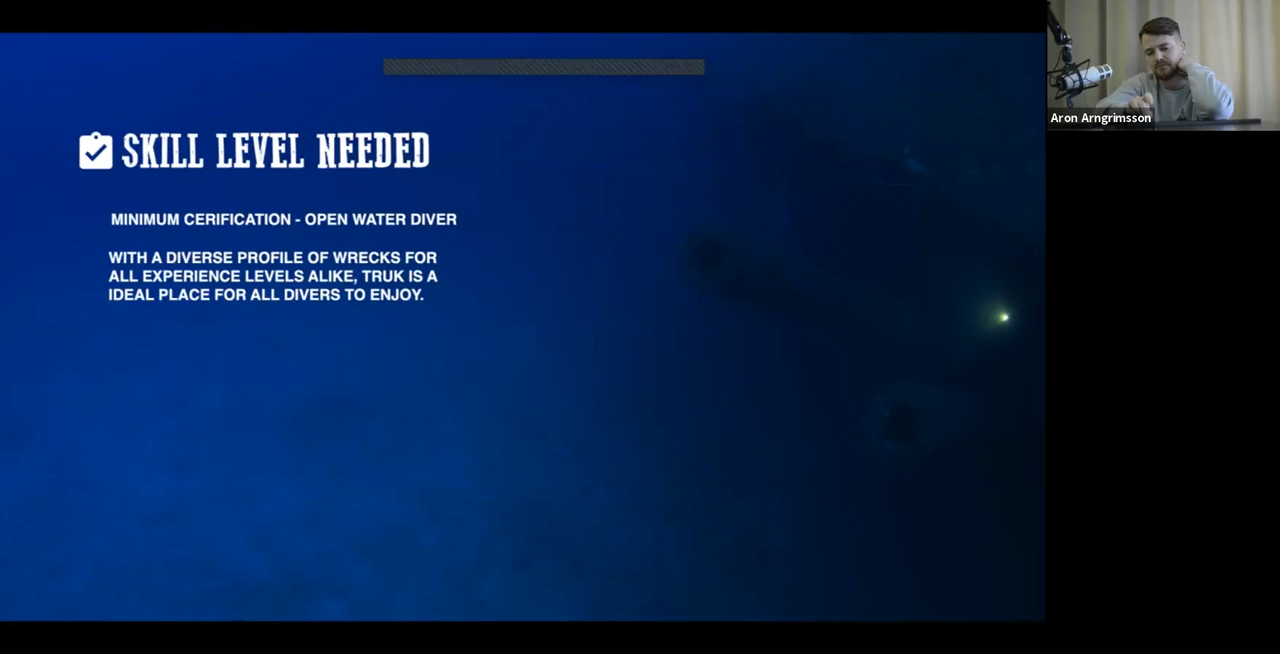 SKILL LEVEL NEEDED
MINIMUM CERIFICATION - OPEN WATER DIVER
WITH A DIVERSE PROFILE OF WRECKS FOR
ALL EXPERIENCE LEVELS ALIKE, TRUK IS A
IDEAL PLACE FOR ALL DIVERS TO ENJOY.
Aron Arngrimsson